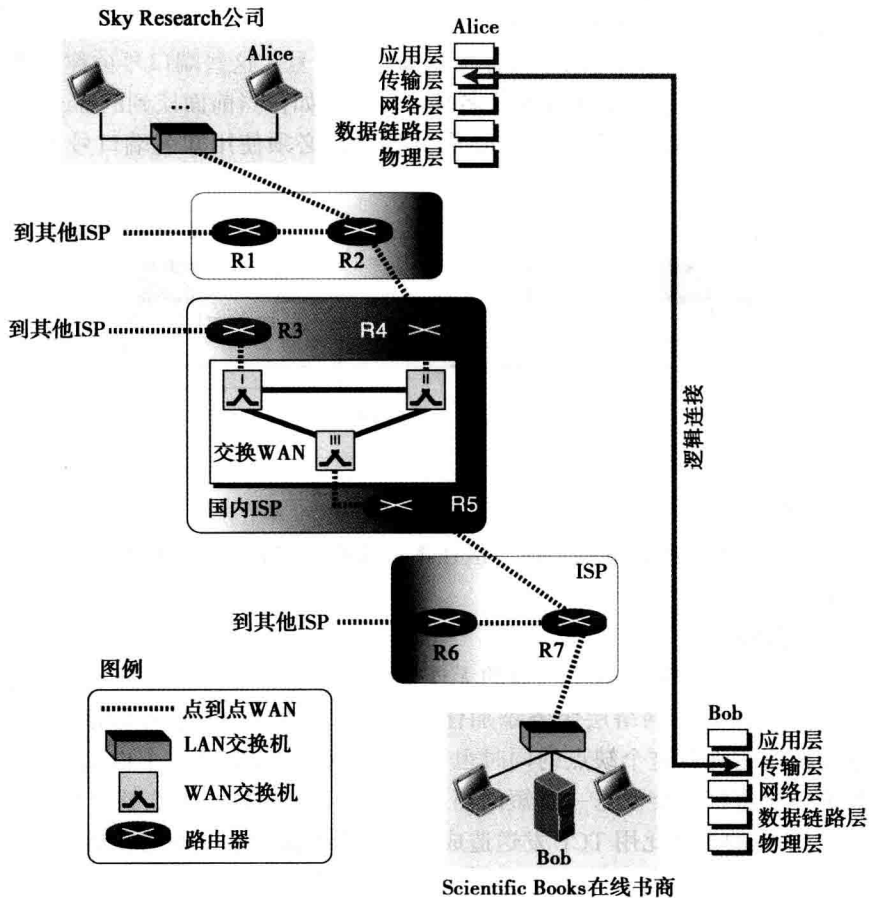 Sky Research公司
Alice
Alice
应用层
传输层
网络层
数据链路层
物理层
...
到其他ISP
R1
R2
到其他ISP
R3
R4
I
II
III
交换WAN
国内ISP
R5
逻辑连接
ISP
到其他ISP
R6
R7
图例
点到点WAN
LAN交换机
WAN交换机
路由器
Bob
应用层
传输层
网络层
数据链路层
物理层
Bob
Scientific Books在线书商